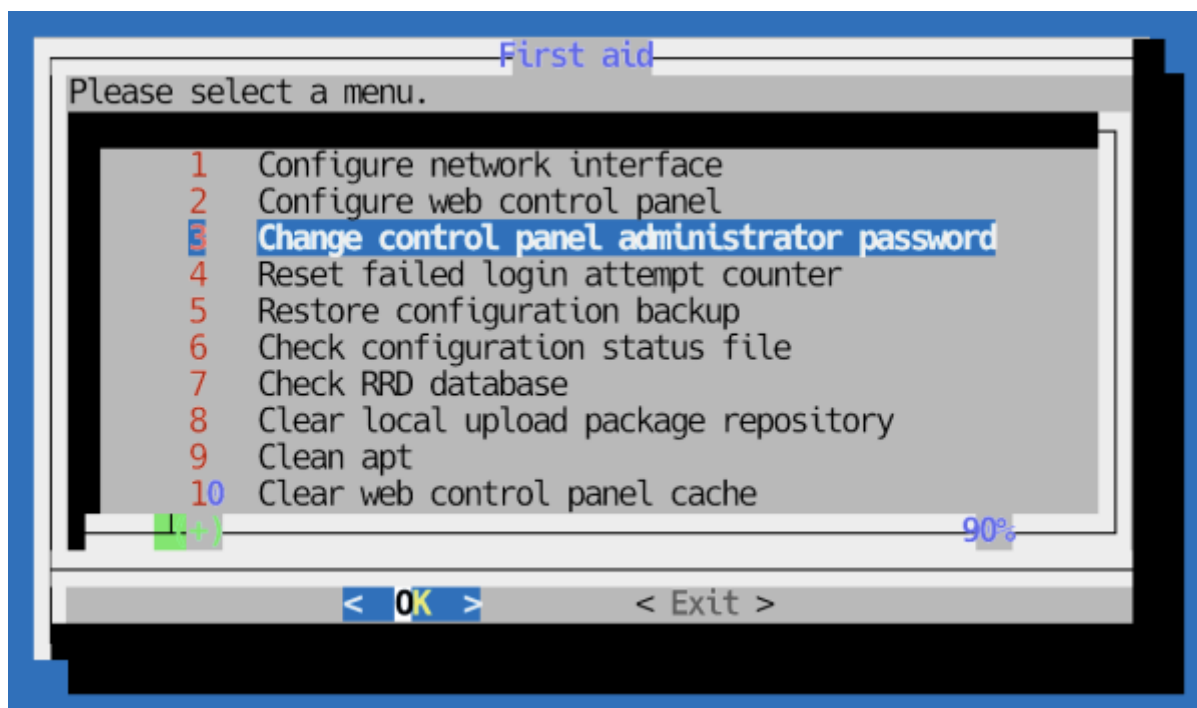 First aid
Please select a menu.
1 Configure network interface
2 Configure web control panel
3 Change control panel administrator password
4 Reset failed login attempt counter
5 Restore configuration backup
6 Check configuration status file
7 Check RRD database
8 Clear local upload package repository
9 Clean apt
10 Clear web control panel cache
(+) 90%
< OK > < Exit >